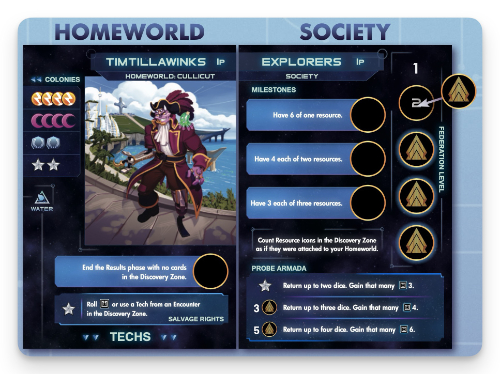 HOMEWORLD
TIMTILLAWINKS 1P
HOMEWORLD: CULLICUT
COLONIES
WATER
End the Results phase with no cards
in the Discovery Zone.
Roll or use a Tech from an Encounter
in the Discovery Zone.
SALVAGE RIGHTS
TECHS
SOCIETY
EXPLORERS 1P
SOCIETY
MILESTONES
Have 6 of one resource.
Have 4 each of two resources.
Have 3 each of three resources.
Count Resource icons in the Discovery Zone
as if they were attached to your Homeworld.
1
2
FEDERATION LEVEL
PROBE ARMADA
Return up to two dice. Gain that many 3.
3 Return up to three dice. Gain that many 4.
5 Return up to four dice. Gain that many 6.